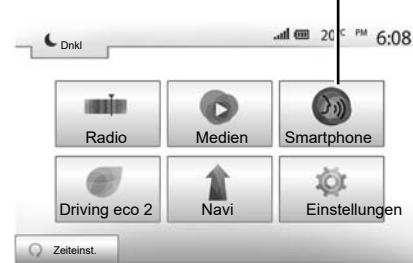 Dnkl 20°C PM 6:08
Radio Medien Smartphone
Driving eco 2 Navi Einstellungen
Zeiteinst.